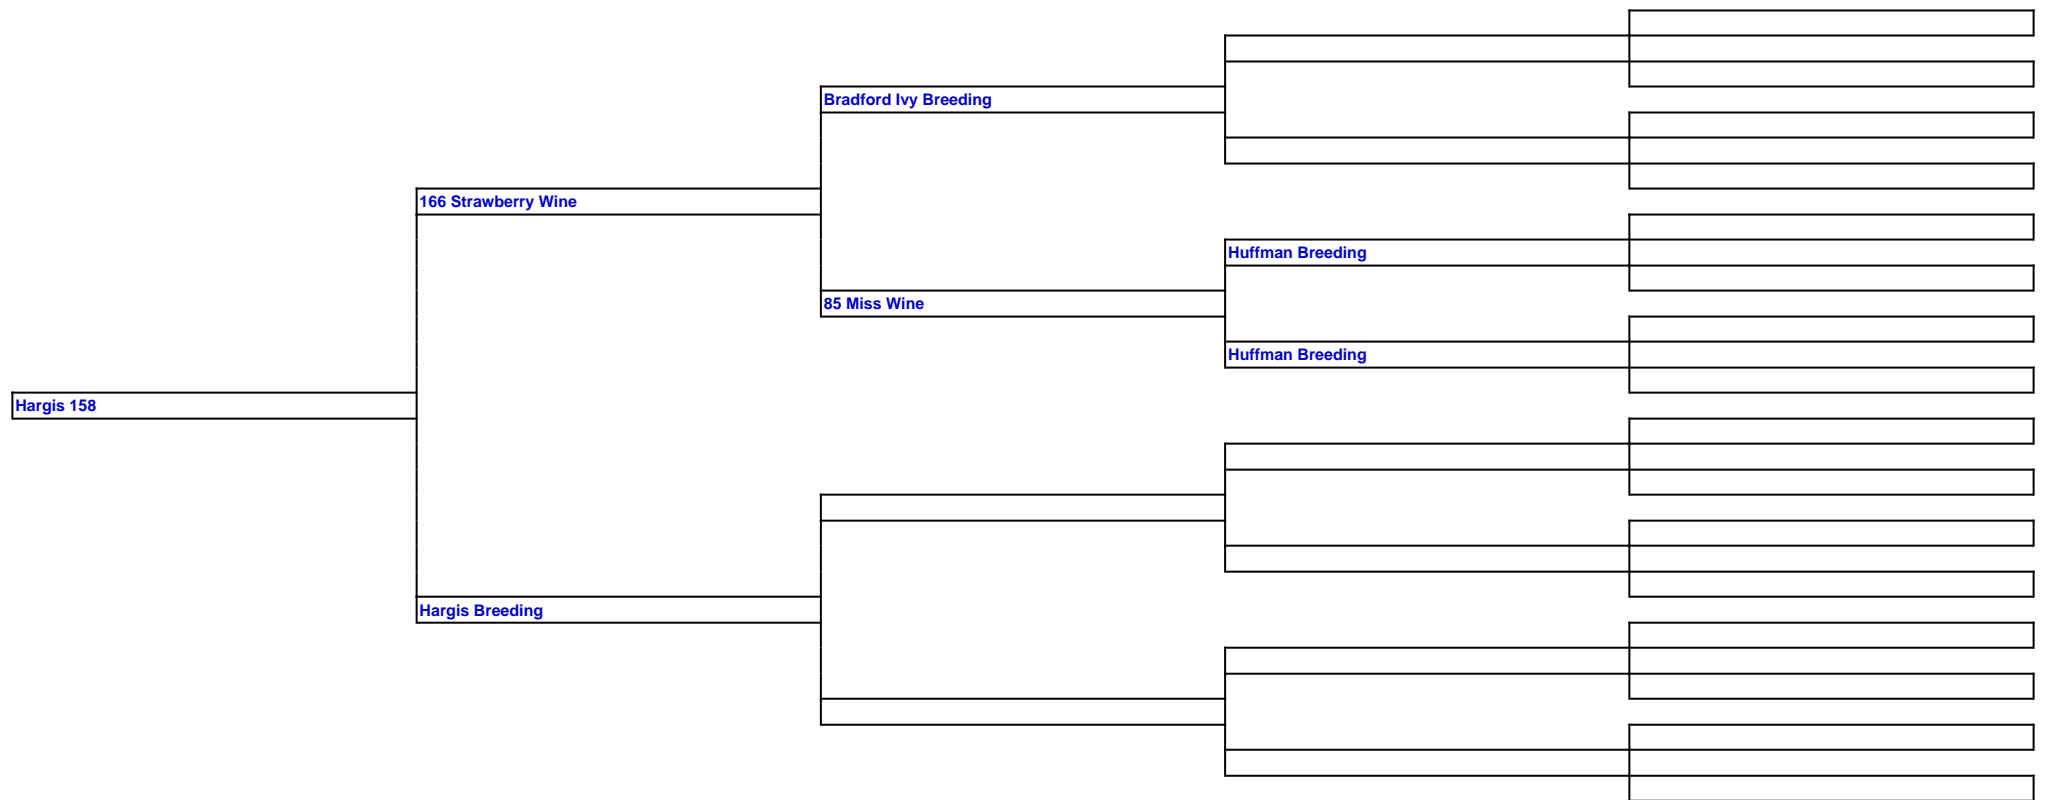 Bradford Ivy Breeding
166 Strawberry Wine
Huffman Breeding
85 Miss Wine
Huffman Breeding
Hargis 158
Hargis Breeding